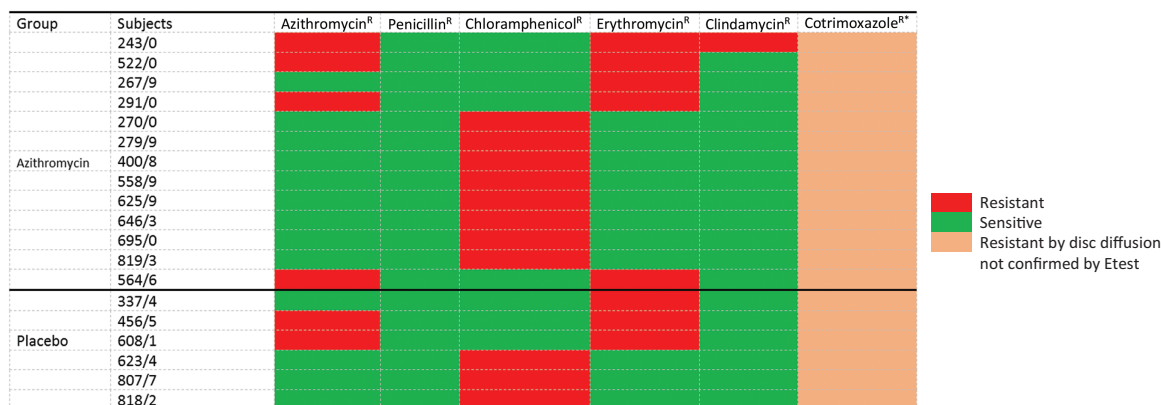 Group Subjects Azithromycinᴿ Penicillinᴿ Chloramphenicolᴿ Erythromycinᴿ Clindamycinᴿ Cotrimoxazoleᴿ*
243/0
522/0
267/9
291/0
270/0
279/9
Azithromycin 400/8
558/9
625/9
646/3
695/0
819/3
564/6
337/4
456/5
Placebo 608/1
623/4
807/7
818/2
Resistant
Sensitive
Resistant by disc diffusion
not confirmed by Etest